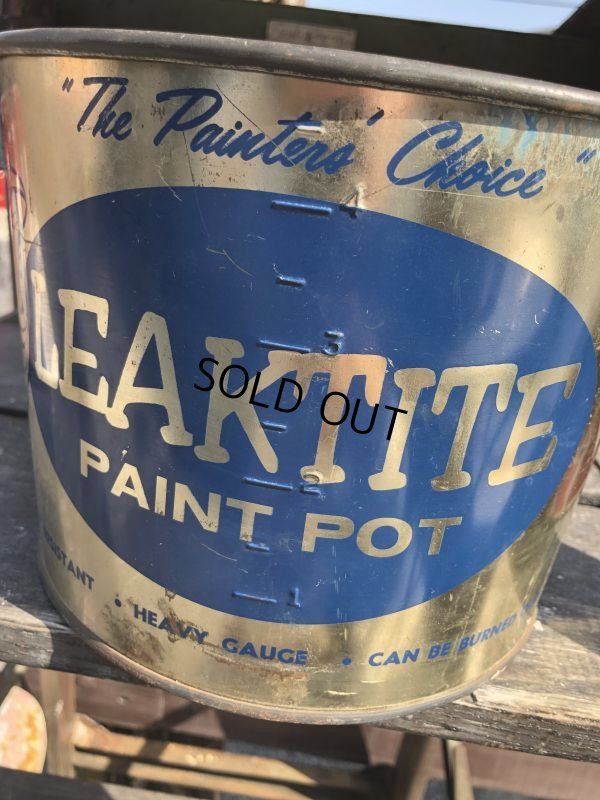 "The Painters' Choice"
4
3
LEAKTITE
SOLD OUT
2
PAINT POT
1
HEAVY GAUGE • CAN BE BURNED